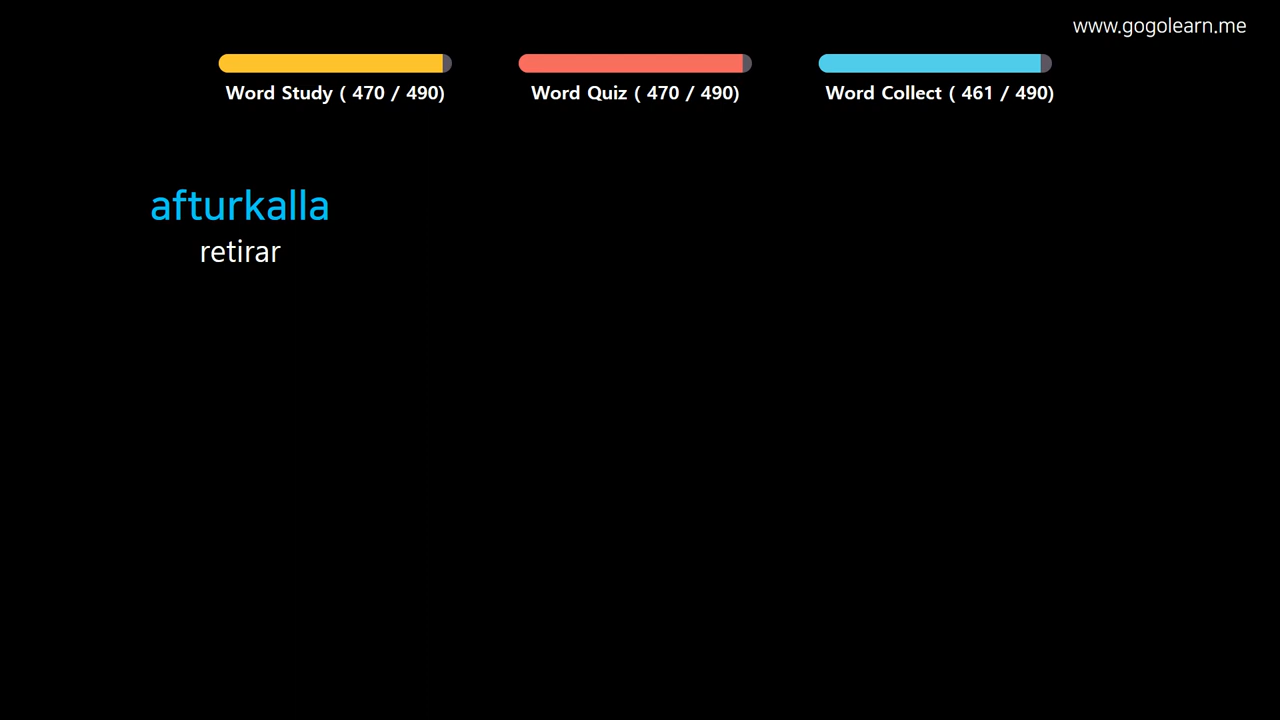 www.gogolearn.me
Word Study ( 470 / 490)
Word Quiz ( 470 / 490)
Word Collect ( 461 / 490)
afturkalla
retirar